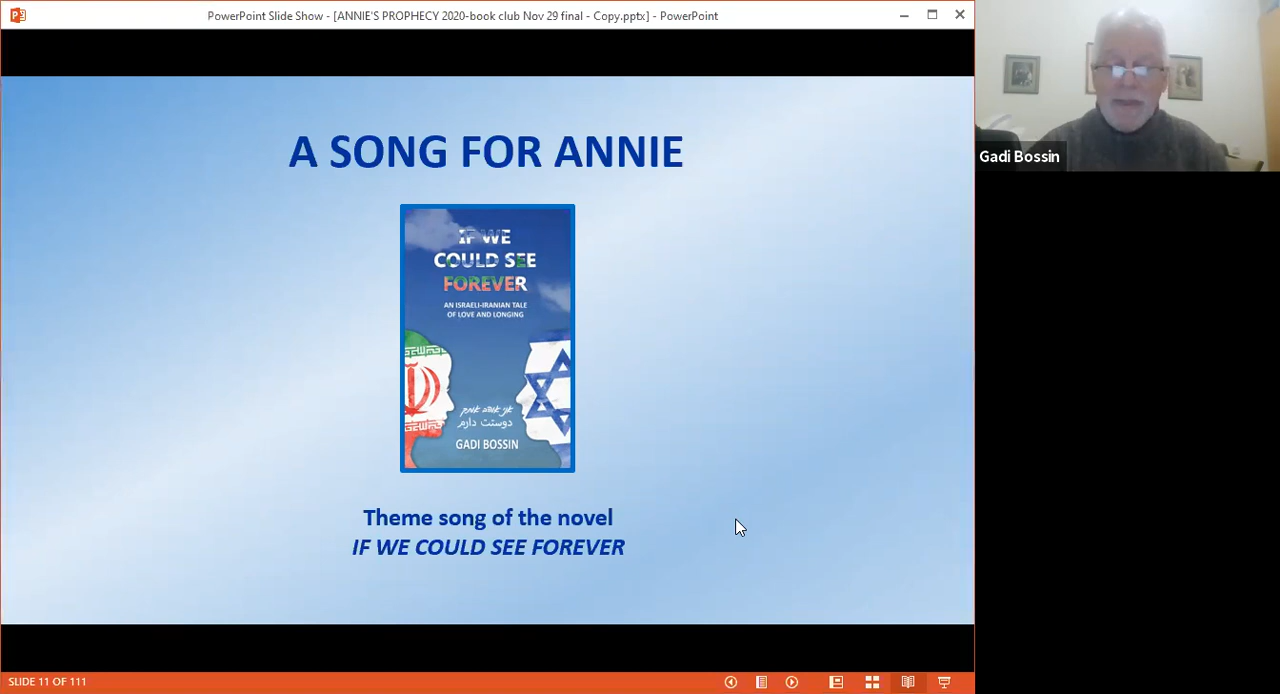 PowerPoint Slide Show - [ANNIE'S PROPHECY 2020-book club Nov 29 final - Copy.pptx] - PowerPoint
A SONG FOR ANNIE
IF WE
COULD SEE
FOREVER
AN ISRAELI-IRANIAN TALE
OF LOVE AND LONGING
دوستت دارم
GADI BOSSIN
Theme song of the novel
IF WE COULD SEE FOREVER
Gadi Bossin
SLIDE 11 OF 111